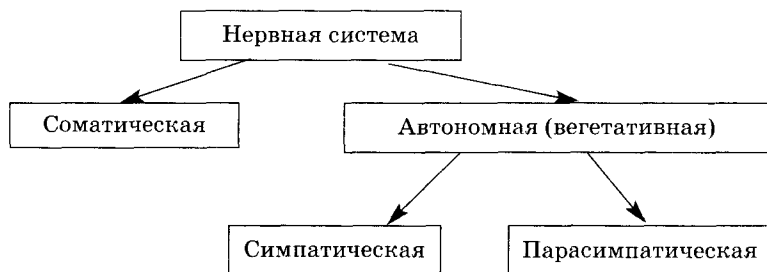 Нервная система
Соматическая
Автономная (вегетативная)
Симпатическая
Парасимпатическая